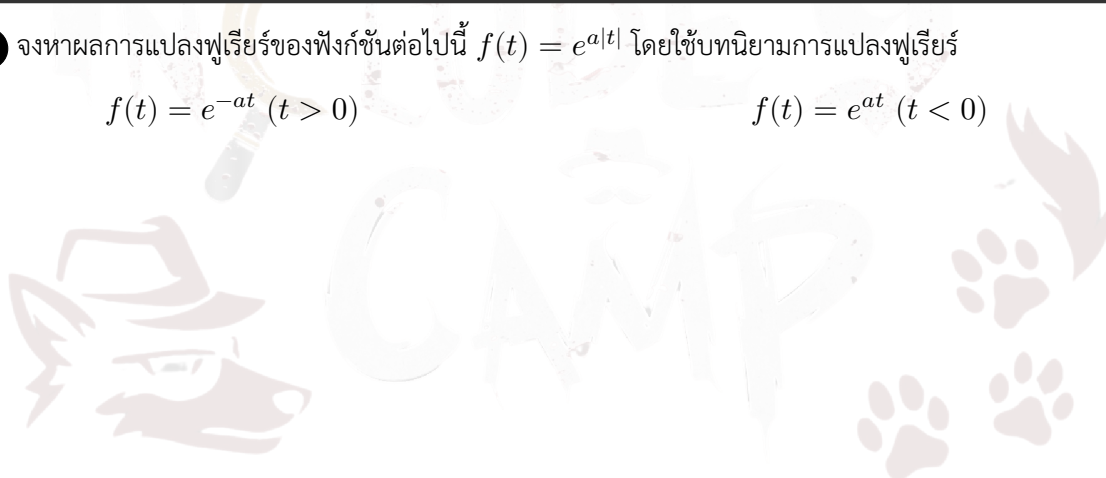 จงหาผลการแปลงฟูเรียร์ของฟังก์ชันต่อไปนี้ f(t) = e^{a|t|} โดยใช้บทนิยามการแปลงฟูเรียร์
f(t) = e^{-at} (t > 0) f(t) = e^{at} (t < 0)
CAMP